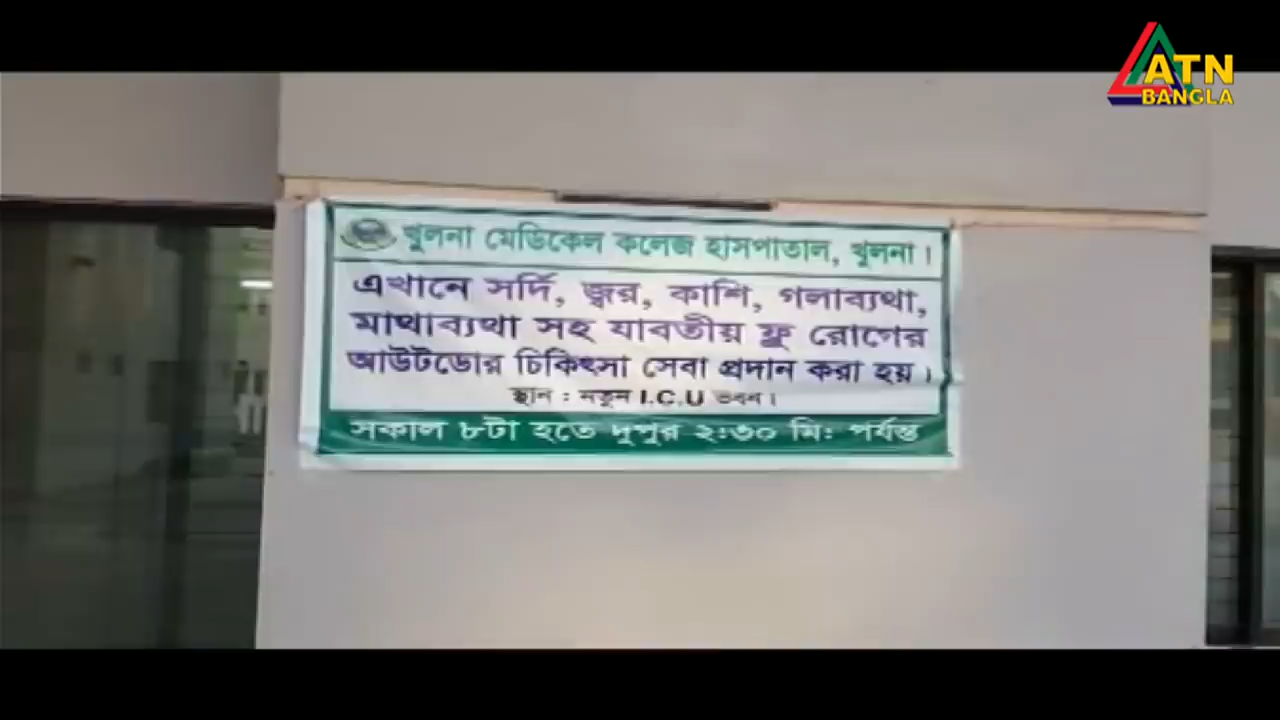 ATN
BANGLA
খুলনা মেডিকেল কলেজ হাসপাতাল, খুলনা।
এখানে সর্দি, জ্বর, কাশি, গলাব্যথা,
মাথাব্যথা সহ যাবতীয় ফ্লু রোগের
আউটডোর চিকিৎসা সেবা প্রদান করা হয়।
স্থান : নতুন I.C.U ভবন।
সকাল ৮টা হতে দুপুর ২:৩০ মি: পর্যন্ত